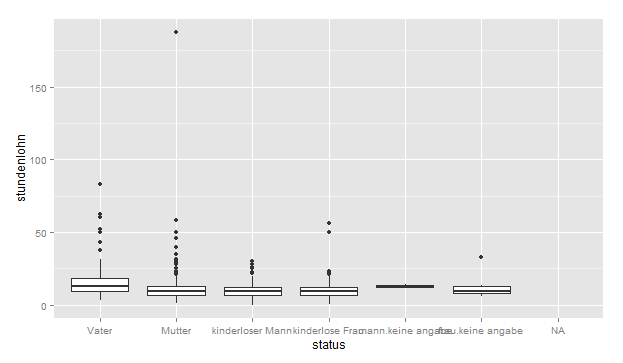 150
100
50
0
stundenlohn
Vater Mutter kinderloser Mann kinderlose Frau mann.keine angabe frau.keine angabe NA
status